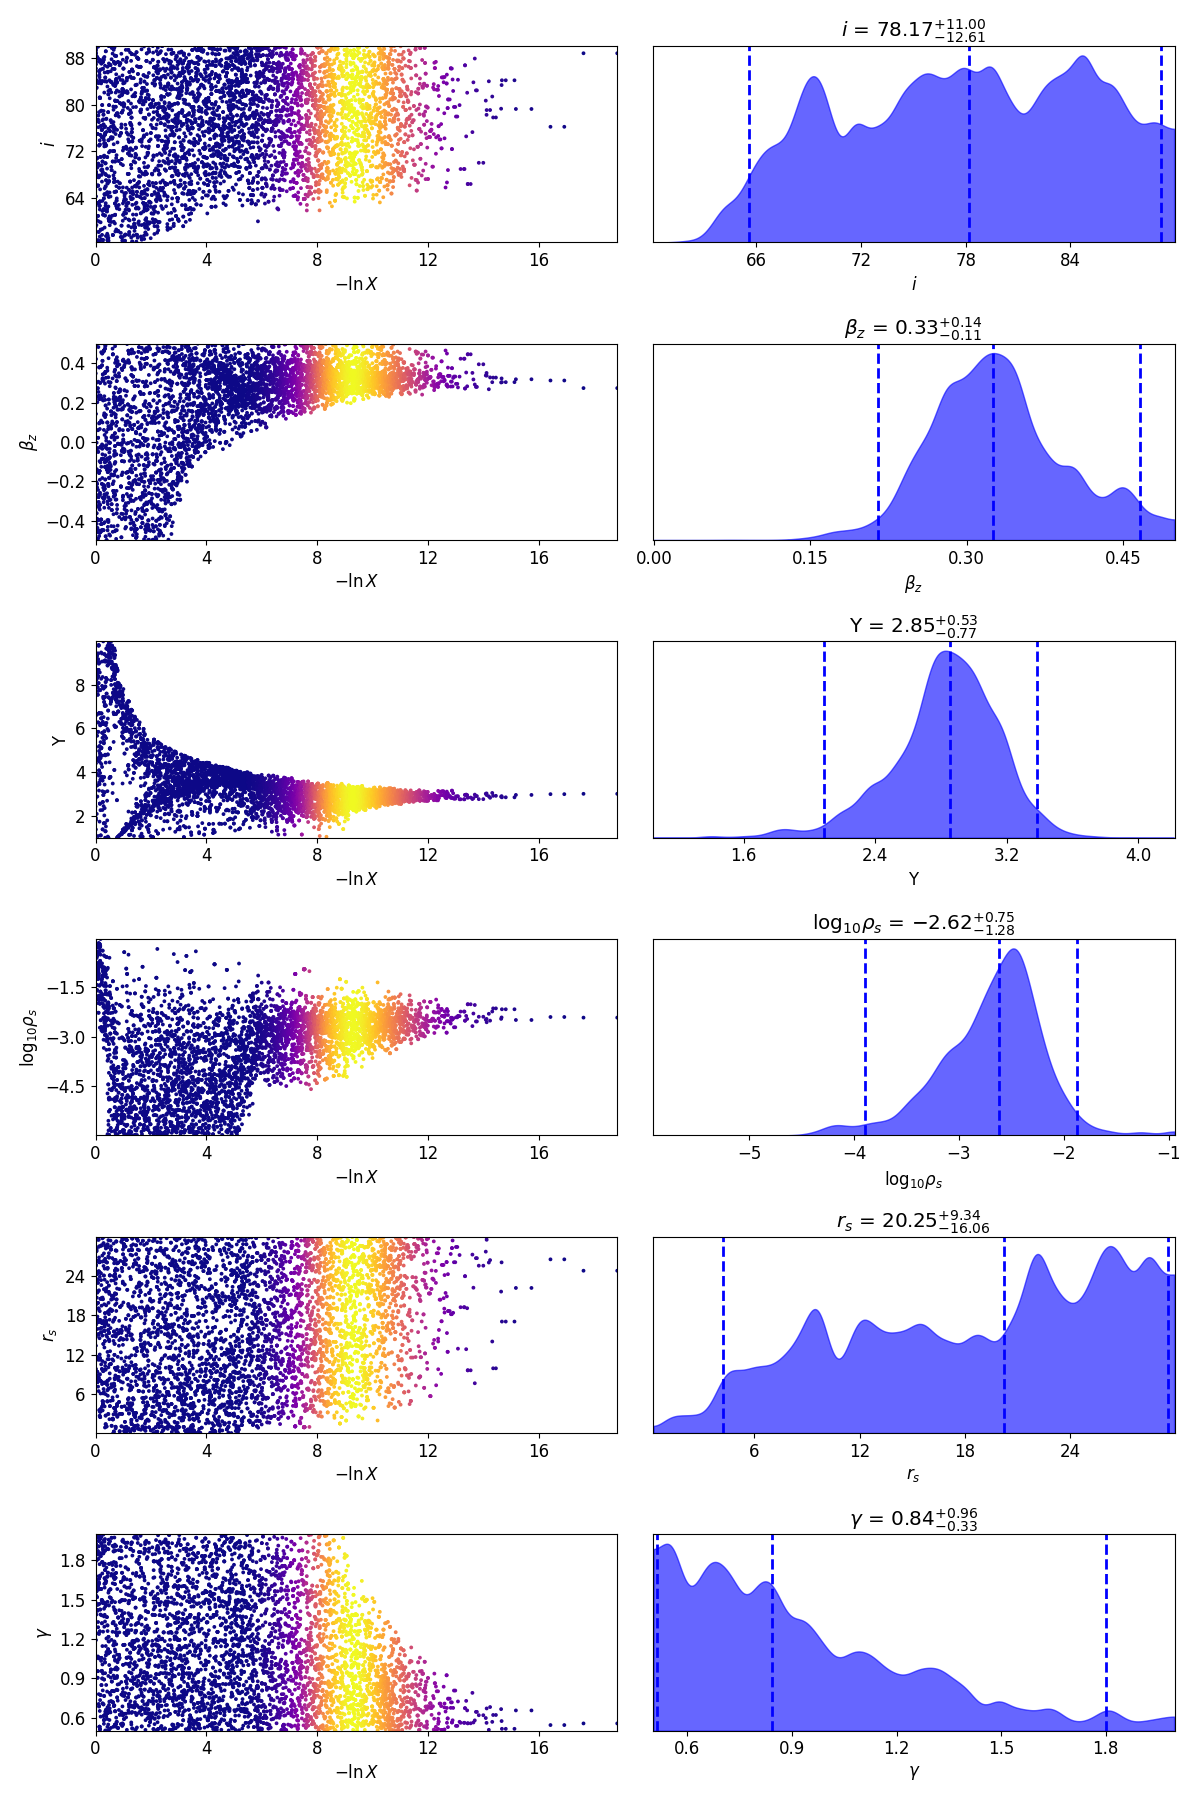 i = 78.17 +11.00 −12.61
88
80
72
64
i
0 4 8 12 16
−ln X
66 72 78 84
i
βz = 0.33 +0.14 −0.11
0.4
0.2
0.0
−0.2
−0.4
βz
0 4 8 12 16
−ln X
0.00 0.15 0.30 0.45
βz
Y = 2.85 +0.53 −0.77
8
6
4
2
Y
0 4 8 12 16
−ln X
1.6 2.4 3.2 4.0
Y
log10ρs = −2.62 +0.75 −1.28
−1.5
−3.0
−4.5
log10ρs
0 4 8 12 16
−ln X
−5 −4 −3 −2 −1
log10ρs
rs = 20.25 +9.34 −16.06
24
18
12
6
rs
0 4 8 12 16
−ln X
6 12 18 24
rs
γ = 0.84 +0.96 −0.33
1.8
1.5
1.2
0.9
0.6
γ
0 4 8 12 16
−ln X
0.6 0.9 1.2 1.5 1.8
γ